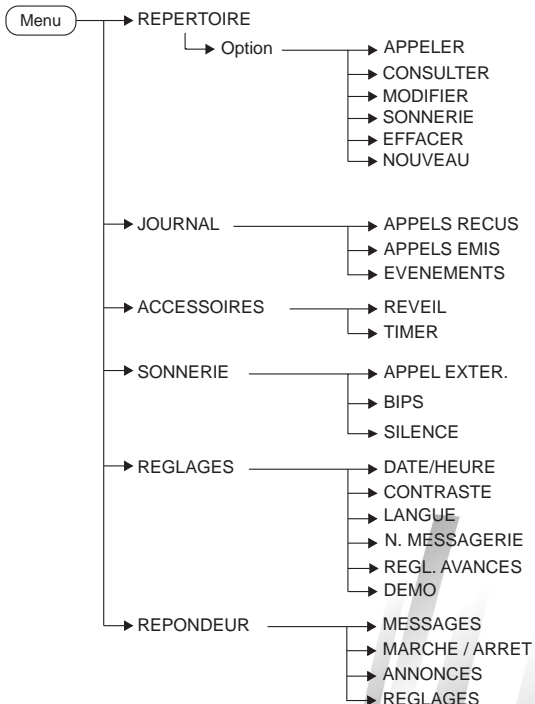 Menu
REPERTOIRE
Option
APPELER
CONSULTER
MODIFIER
SONNERIE
EFFACER
NOUVEAU
JOURNAL
APPELS RECUS
APPELS EMIS
EVENEMENTS
ACCESSOIRES
REVEIL
TIMER
SONNERIE
APPEL EXTER.
BIPS
SILENCE
REGLAGES
DATE/HEURE
CONTRASTE
LANGUE
N. MESSAGERIE
REGL. AVANCES
DEMO
REPONDEUR
MESSAGES
MARCHE / ARRET
ANNONCES
REGLAGES